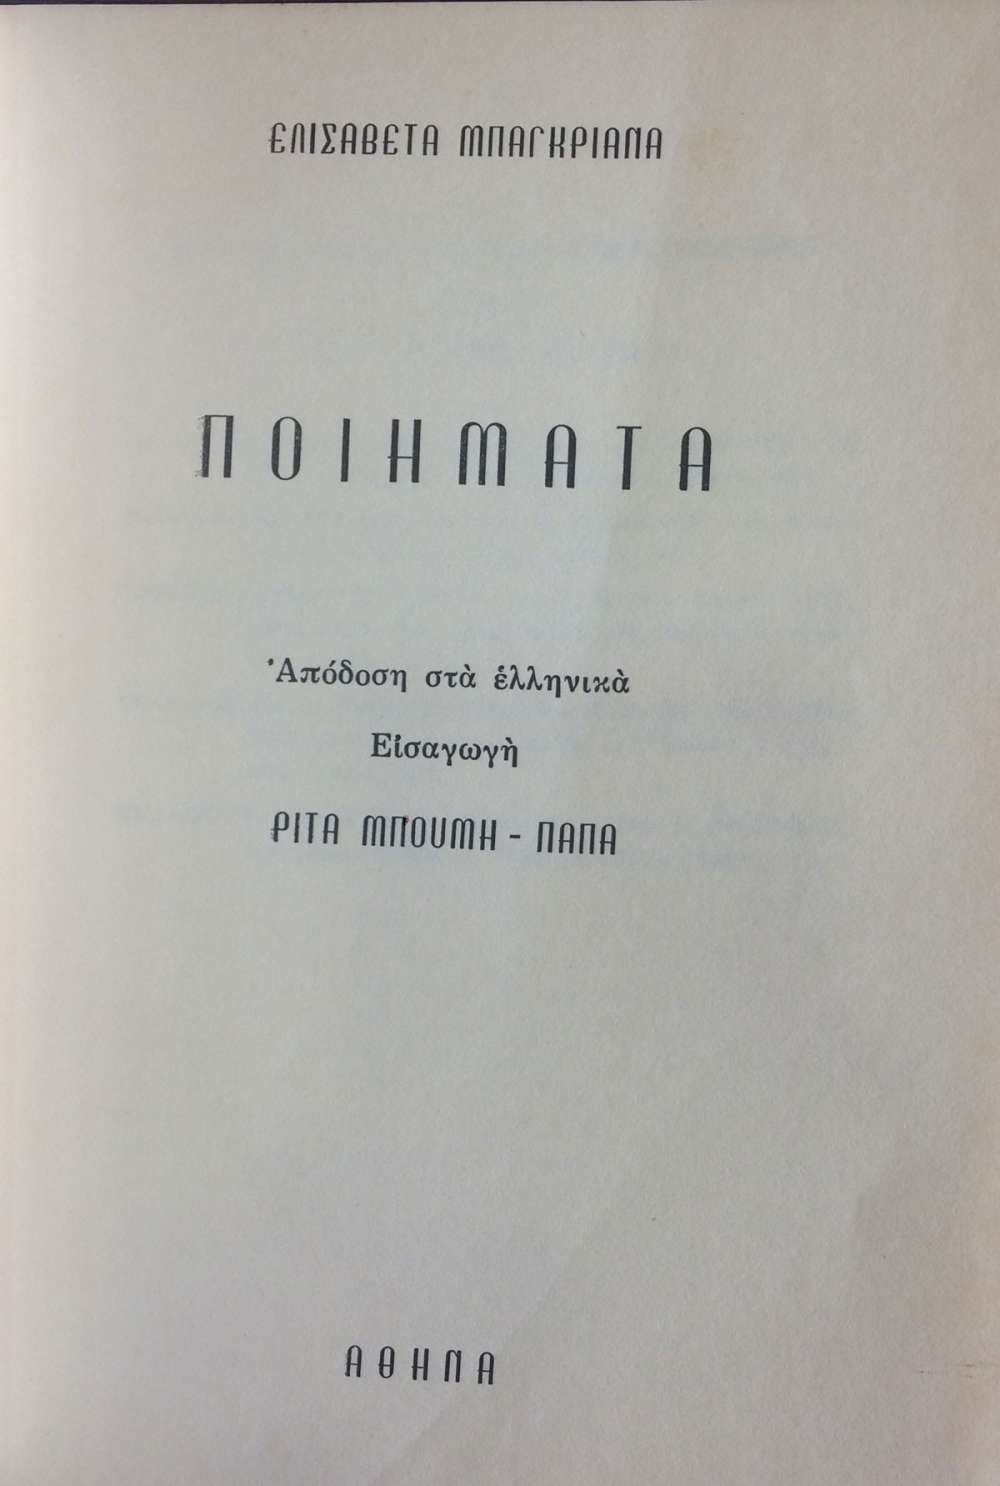 ΕΛΙΣΑΒΕΤΑ ΜΠΑΓΚΡΙΑΝΑ
ΠΟΙΗΜΑΤΑ
Ἀπόδοση στὰ ἑλληνικὰ
Εἰσαγωγὴ
ΡΙΤΑ ΜΠΟΥΜΗ - ΠΑΠΑ
ΑΘΗΝΑ